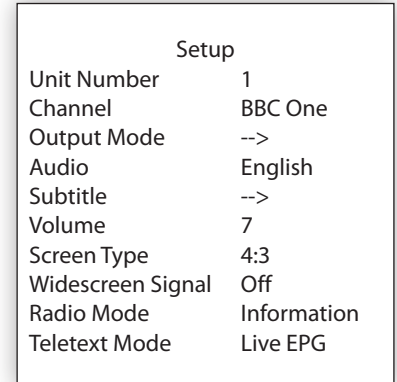 Setup
Unit Number 1
Channel BBC One
Output Mode -->
Audio English
Subtitle -->
Volume 7
Screen Type 4:3
Widescreen Signal Off
Radio Mode Information
Teletext Mode Live EPG